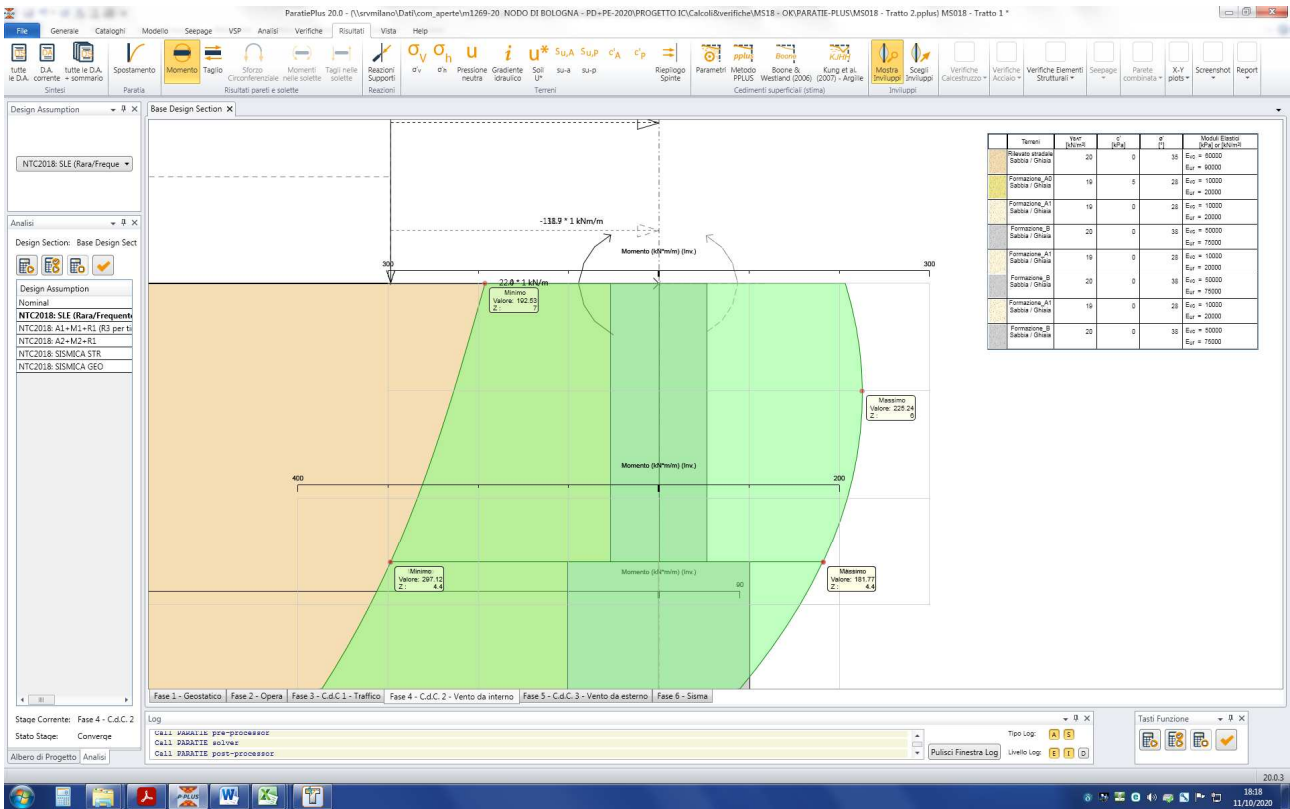 ParatiePlus 20.0 - (\\srvmilano\Dati\com_aperte\m1269-20 NODO DI BOLOGNA - PD+PE-2020\PROGETTO IC\Calcoli&verifiche\MS18 - OK\PARATIE-PLUS\MS018 - Tratto 2.pplus) MS018 - Tratto 1 *
File Generale Cataloghi Modello Seepage VSP Analisi Verifiche Risultati Vista Help
tutte le D.A. D.A. corrente tutte le D.A. + sommario Spostamento Momento Taglio Sforzo Circonferenziale Momenti nelle solette Tagli nelle solette Reazioni Supporti
σ'v σ'h Pressione neutra Gradiente idraulico Soil U* su-a su-p Riepilogo Spinte
Su,A Su,P c'A c'P
Parametri Metodo PPLUS Boone & Westland (2006) Kung et al. (2007) - Argille Mostra Inviluppi Scegli Inviluppi
Verifiche Calcestruzzo Verifiche Acciaio Verifiche Elementi Strutturali Seepage Parete combinata X-Y plots Screenshot Report
Sintesi Paratia Risultati pareti e solette Reazioni Terreni Cedimenti superficiali (stima) Inviluppi
Design Assumption
Base Design Section
NTC2018: SLE (Rara/Freque
Analisi
Design Section: Base Design Sect
Design Assumption
Nominal
NTC2018: SLE (Rara/Frequent
NTC2018: A1+M1+R1 (R3 per ti
NTC2018: A2+M2+R1
NTC2018: SISMICA STR
NTC2018: SISMICA GEO
* 1 kNm/m
Momento (kN*m/m) (Inv.)
300 300
* 1 kN/m
Minimo
Valore: 192.53
Z : 7
Massimo
Valore: 225.24
Z : 6
Momento (kN*m/m) (Inv.)
400 200
Minimo
Valore: 297.12
Z : 4.4
Momento (kN*m/m) (Inv.)
90
Massimo
Valore: 181.77
Z : 4.4
Terreni γSAT [kN/m³] c' [kPa] ø' [°] Moduli Elastici [kPa] or [kN/m³]
Rilevato stradale Sabbia / Ghiaia 20 0 35 Evc = 60000 Eur = 90000
Formazione_A0 Sabbia / Ghiaia 19 5 28 Evc = 10000 Eur = 20000
Formazione_A1 Sabbia / Ghiaia 19 0 28 Evc = 10000 Eur = 20000
Formazione_B Sabbia / Ghiaia 20 0 38 Evc = 50000 Eur = 75000
Formazione_A1 Sabbia / Ghiaia 19 0 28 Evc = 10000 Eur = 20000
Formazione_B Sabbia / Ghiaia 20 0 38 Evc = 50000 Eur = 75000
Formazione_A1 Sabbia / Ghiaia 19 0 28 Evc = 10000 Eur = 20000
Formazione_B Sabbia / Ghiaia 20 0 38 Evc = 50000 Eur = 75000
Fase 1 - Geostatico Fase 2 - Opera Fase 3 - C.d.C 1 - Traffico Fase 4 - C.d.C. 2 - Vento da interno Fase 5 - C.d.C. 3 - Vento da esterno Fase 6 - Sisma
Stage Corrente: Fase 4 - C.d.C. 2
Stato Stage: Converge
Albero di Progetto Analisi
Log
Call PARATIE pre-processor
Call PARATIE solver
Call PARATIE post-processor
Pulisci Finestra Log
Tipo Log: A S
Livello Log: E I D
Tasti Funzione
20.0.3
P-PLUS
18:18
11/10/2020